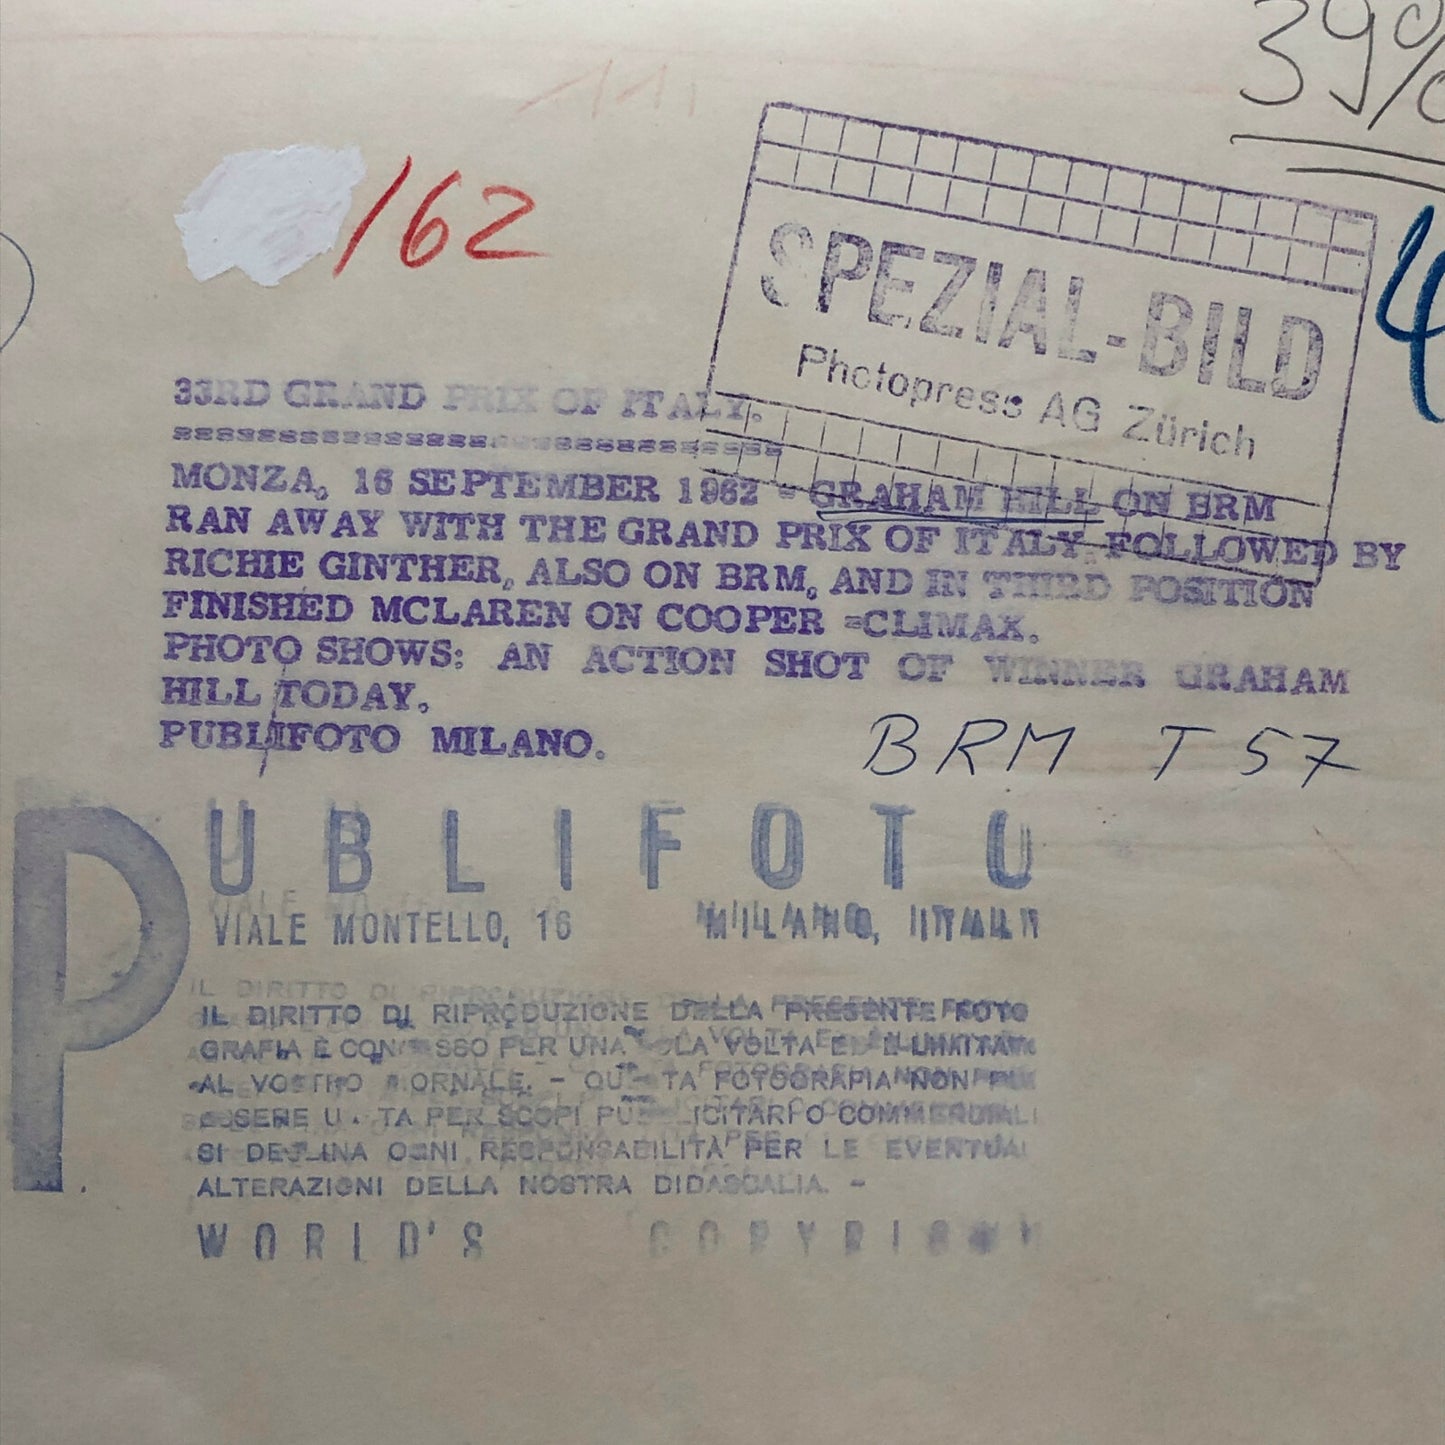 39%
/62
SPEZIAL-BILD
Photopress AG Zürich
33RD GRAND PRIX OF ITALY.
MONZA, 16 SEPTEMBER 1962 - GRAHAM HILL ON BRM
RAN AWAY WITH THE GRAND PRIX OF ITALY, FOLLOWED BY
RICHIE GINTHER, ALSO ON BRM, AND IN THIRD POSITION
FINISHED MCLAREN ON COOPER =CLIMAX.
PHOTO SHOWS: AN ACTION SHOT OF WINNER GRAHAM
HILL TODAY.
PUBLIFOTO MILANO.
BRM T 57
PUBLIFOTO
VIALE MONTELLO, 16 MILANO, ITALY
IL DIRITTO DI RIPRODUZIONE DELLA PRESENTE FOTO
GRAFIA È CONCESSO PER UNA SOLA VOLTA E
AL VOSTRO GIORNALE. - QUESTA FOTOGRAFIA NON PUÒ
ESSERE USATA PER SCOPI PUBBLICITARI O COMMERCIALI
SI DECLINA OGNI RESPONSABILITÀ PER LE EVENTUALI
ALTERAZIONI DELLA NOSTRA DIDASCALIA. -
WORLD'S COPYRIGHT